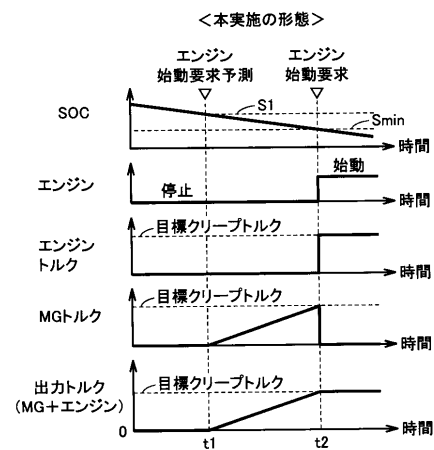 ＜本実施の形態＞
エンジン
始動要求予測
エンジン
始動要求
SOC
S1
Smin
時間
エンジン
停止
始動
時間
エンジン
トルク
目標クリープトルク
時間
MGトルク
目標クリープトルク
時間
出力トルク
(MG＋エンジン)
目標クリープトルク
0
時間
t1
t2